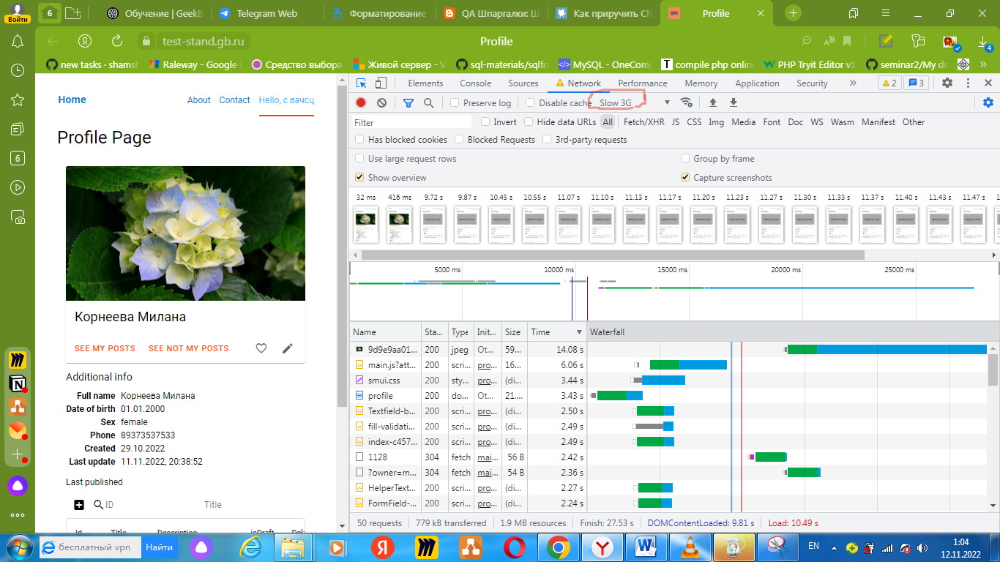 Войти
6
Обучение | GeekB
Telegram Web
Форматирование
QA Шпаргалки: Ш
Как приручить Ch
QAS
Profile
test-stand.gb.ru
Profile
4
new tasks · shamsh
Raleway - Google
Средство выбора
Живой сервер - V
sql-materials/sqlfre
MySQL - OneComp
compile php online
PHP Tryit Editor v1.
seminar2/My do
6
Home
About
Contact
Hello, с вачсц
Profile Page
Корнеева Милана
SEE MY POSTS
SEE NOT MY POSTS
Additional info
Full name Корнеева Милана
Date of birth 01.01.2000
Sex female
Phone 89373537533
Created 29.10.2022
Last update 11.11.2022, 20:38:52
Last published
ID
Title
Id Title Description isDraft
Elements Console Sources Network Performance Memory Application Security » 2 3
Preserve log Disable cache Slow 3G
Filter Invert Hide data URLs All Fetch/XHR JS CSS Img Media Font Doc WS Wasm Manifest Other
Has blocked cookies Blocked Requests 3rd-party requests
Use large request rows Group by frame
Show overview Capture screenshots
32 ms 416 ms 9.72 s 9.87 s 10.45 s 10.55 s 11.07 s 11.10 s 11.13 s 11.17 s 11.20 s 11.23 s 11.27 s 11.30 s 11.33 s 11.37 s 11.40 s 11.43 s 11.47 s
5000 ms 10000 ms 15000 ms 20000 ms 25000 ms
Name Sta... Type Init... Size Time Waterfall
9d9e9aa01... 200 jpeg Ot... 59... 14.08 s
main.js?att... 200 scri... pro... 16... 6.06 s
smui.css 200 sty... pro... (di... 3.44 s
profile 200 do... Ot... 21.... 3.43 s
Textfield-b... 200 scri... pro... (di... 2.50 s
fill-validati... 200 scri... pro... (di... 2.49 s
index-c457... 200 scri... pro... (di... 2.49 s
1128 304 fetch mai... 56 B 2.42 s
?owner=m... 304 fetch mai... 54 B 2.36 s
HelperText... 200 scri... pro... (di... 2.27 s
FormField-... 200 scri... pro... (di... 2.24 s
50 requests 779 kB transferred 1.9 MB resources Finish: 27.53 s DOMContentLoaded: 9.81 s Load: 10.49 s
бесплатный vpn Найти
EN
1:04
12.11.2022